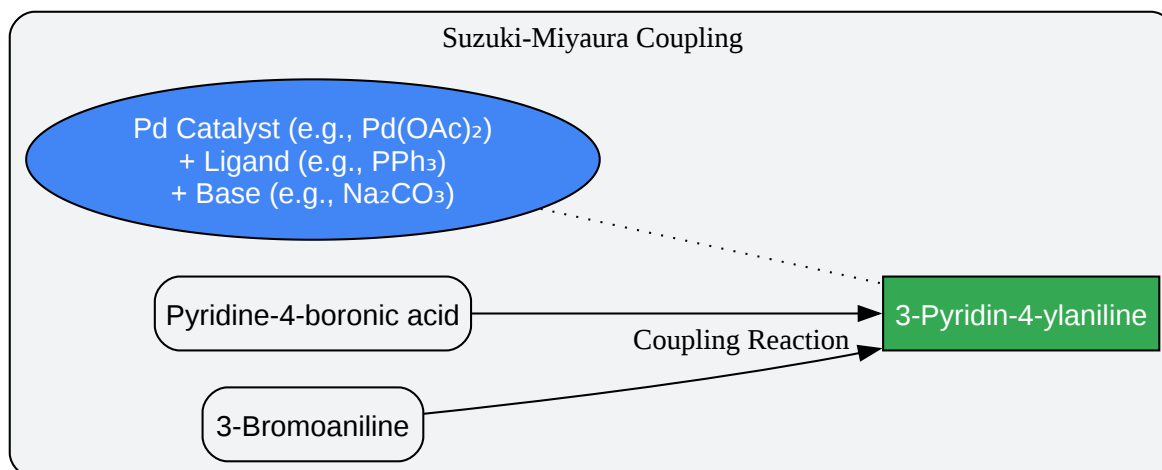 Suzuki-Miyaura Coupling
Pd Catalyst (e.g., Pd(OAc)₂)
+ Ligand (e.g., PPh₃)
+ Base (e.g., Na₂CO₃)
Pyridine-4-boronic acid
3-Pyridin-4-ylaniline
Coupling Reaction
3-Bromoaniline